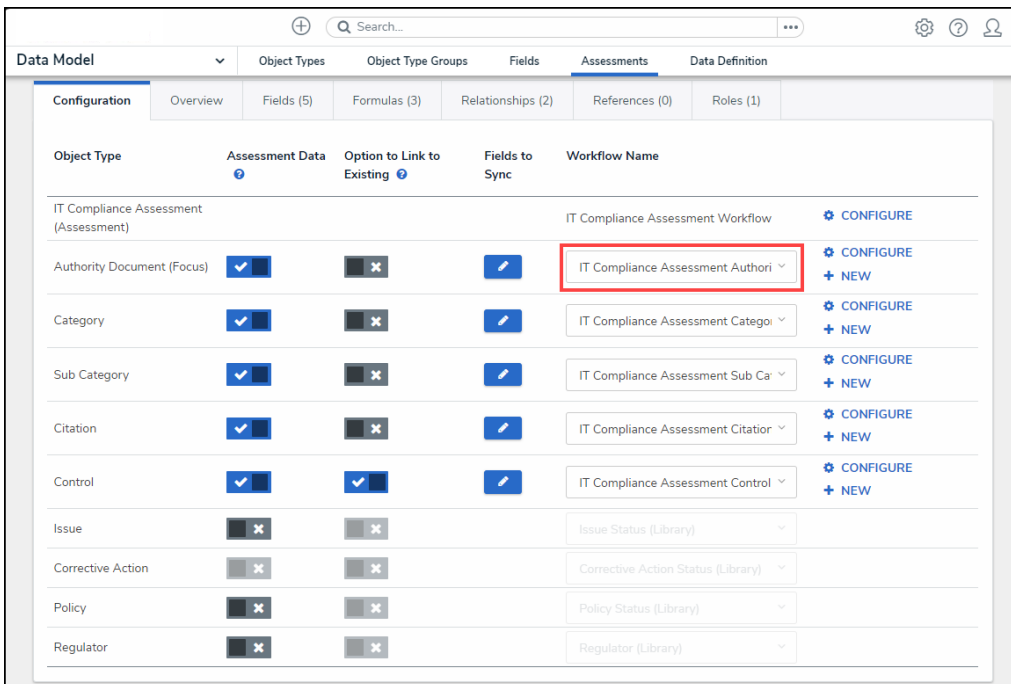 Search...
Data Model Object Types Object Type Groups Fields Assessments Data Definition
Configuration Overview Fields (5) Formulas (3) Relationships (2) References (0) Roles (1)
Object Type Assessment Data Option to Link to Fields to Workflow Name
Existing Sync
IT Compliance Assessment
(Assessment) IT Compliance Assessment Workflow CONFIGURE
Authority Document (Focus) IT Compliance Assessment Authori CONFIGURE
+ NEW
Category IT Compliance Assessment Categor CONFIGURE
+ NEW
Sub Category IT Compliance Assessment Sub Cat CONFIGURE
+ NEW
Citation IT Compliance Assessment Citation CONFIGURE
+ NEW
Control IT Compliance Assessment Control CONFIGURE
+ NEW
Issue Issue Status (Library)
Corrective Action Corrective Action Status (Library)
Policy Policy Status (Library)
Regulator Regulator (Library)